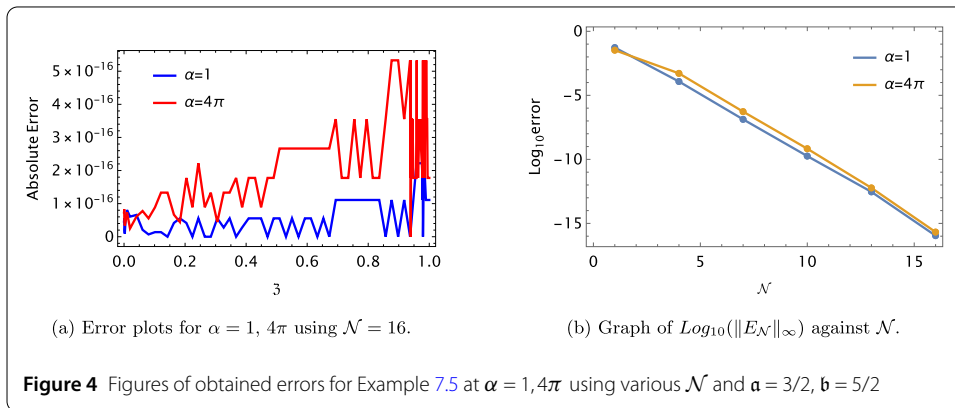 5×10⁻¹⁶
4×10⁻¹⁶
3×10⁻¹⁶
2×10⁻¹⁶
1×10⁻¹⁶
0
Absolute Error
α=1
α=4π
0.0 0.2 0.4 0.6 0.8 1.0
𝔷
(a) Error plots for α = 1, 4π using 𝒩 = 16.
0
−5
−10
−15
Log₁₀error
α=1
α=4π
0 5 10 15
𝒩
(b) Graph of Log₁₀(‖E𝒩‖∞) against 𝒩.
Figure 4 Figures of obtained errors for Example 7.5 at α = 1, 4π using various 𝒩 and 𝔞 = 3/2, 𝔟 = 5/2